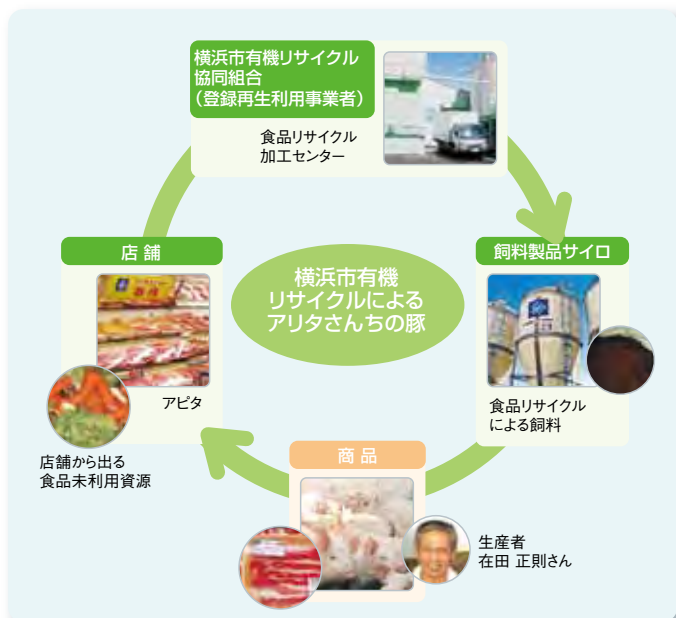 横浜市有機リサイクル
協同組合
（登録再生利用事業者）
食品リサイクル
加工センター
店 舗
アピタ
店舗から出る
食品未利用資源
横浜市有機
リサイクルによる
アリタさんちの豚
飼料製品サイロ
食品リサイクル
による飼料
商 品
生産者
在田 正則さん